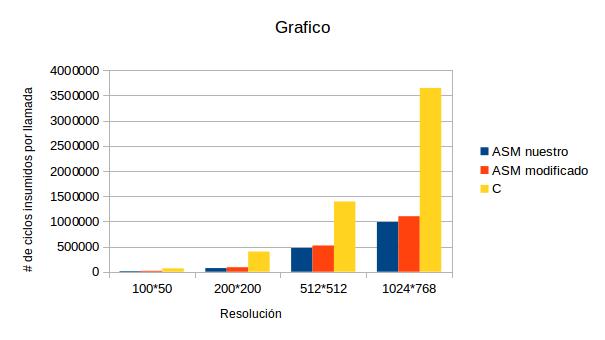 Grafico
# de ciclos insumidos por llamada
4000000
3500000
3000000
2500000
2000000
1500000
1000000
500000
0
100*50 200*200 512*512 1024*768
Resolución
ASM nuestro
ASM modificado
C